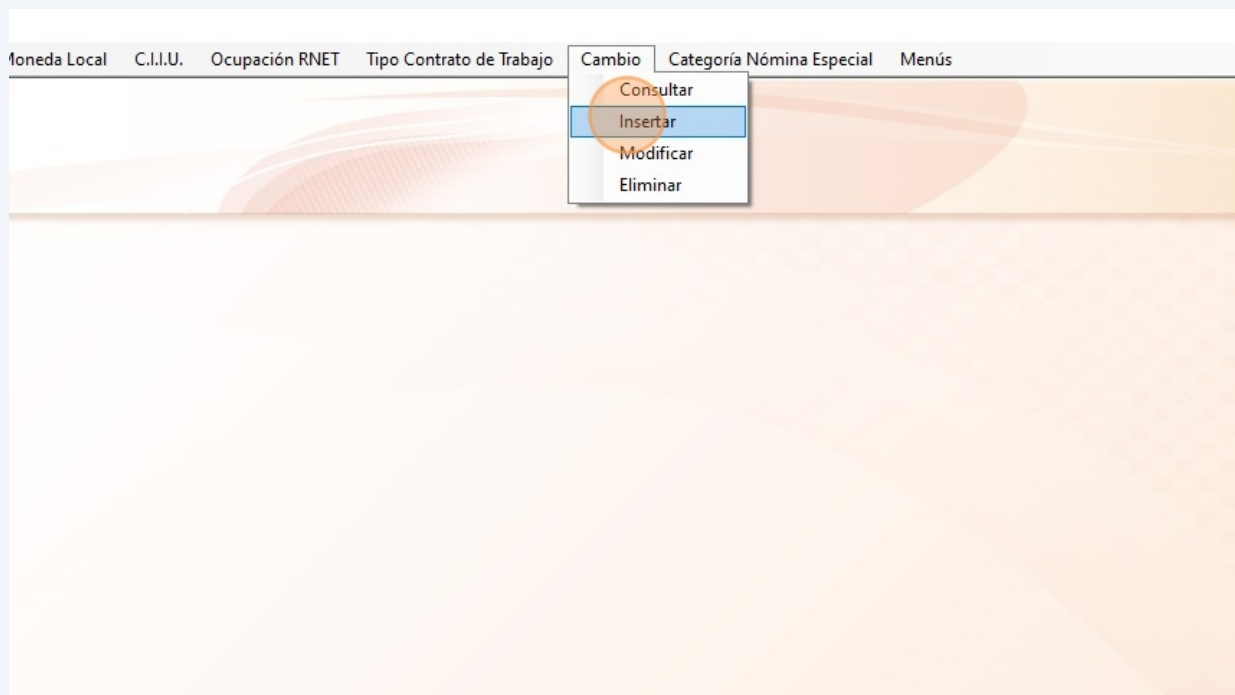 Moneda Local C.I.I.U. Ocupación RNET Tipo Contrato de Trabajo Cambio Categoría Nómina Especial Menús
Consultar
Insertar
Modificar
Eliminar